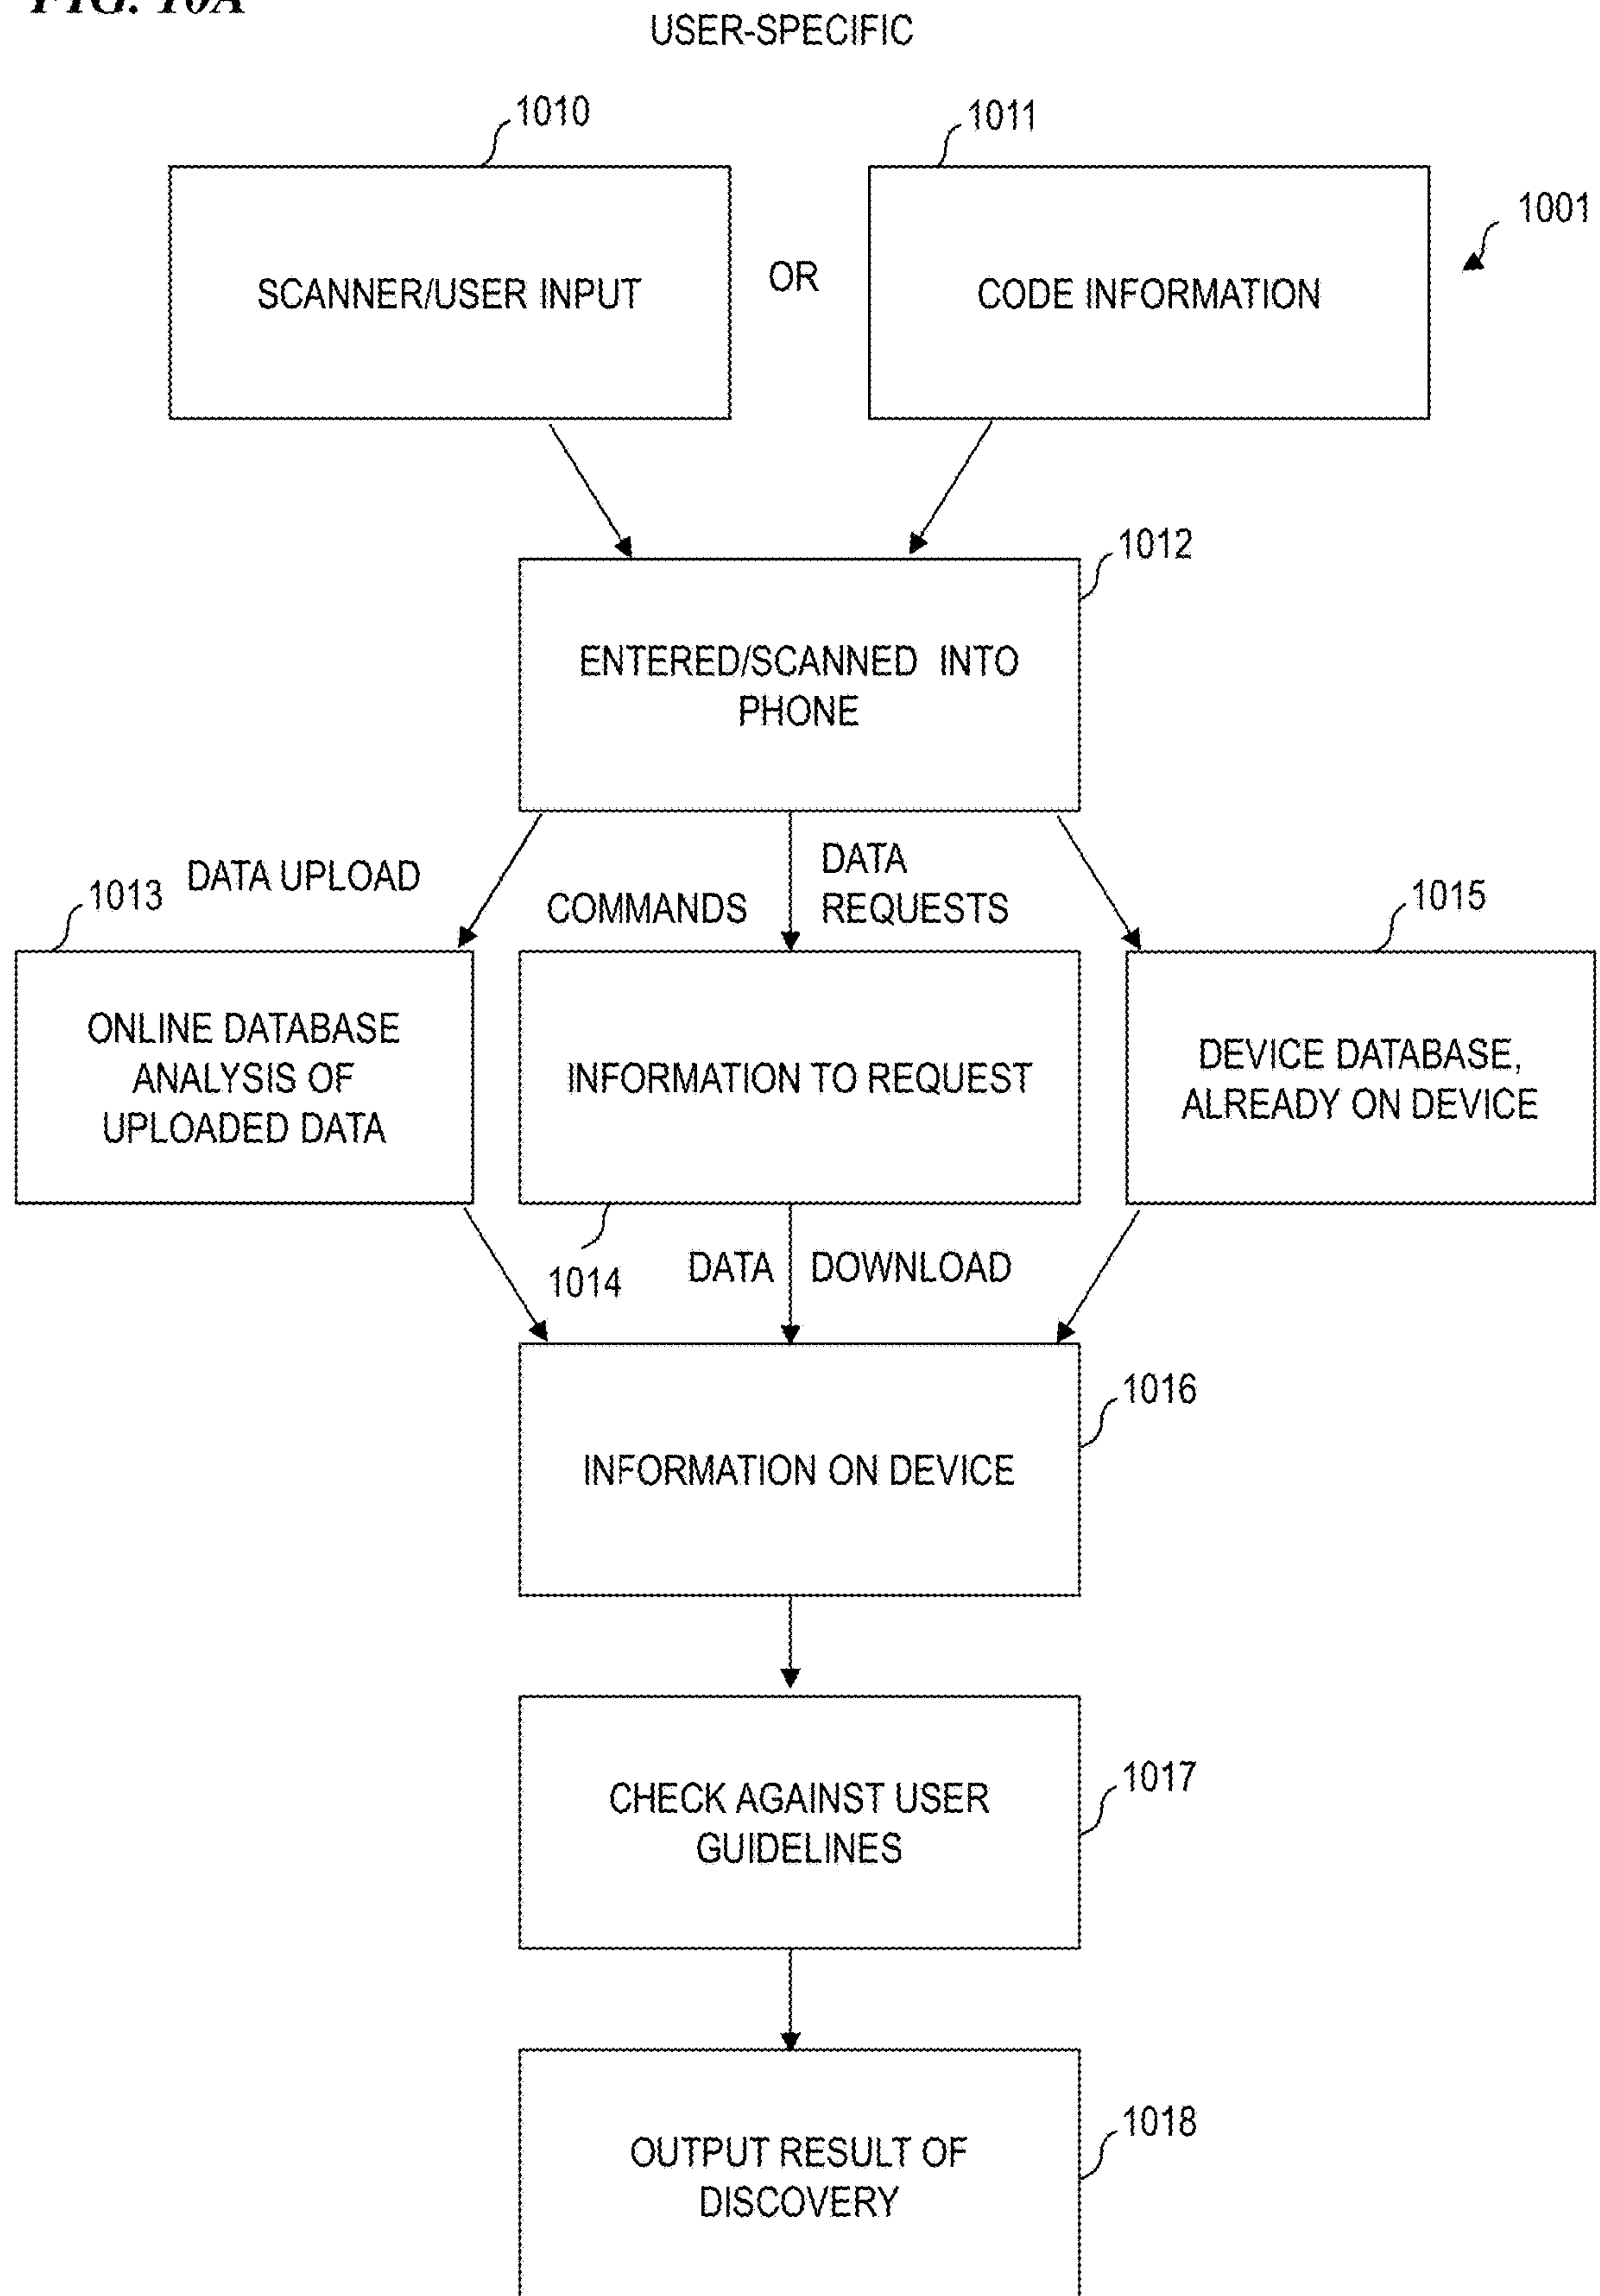 FIG. 10A
USER-SPECIFIC
1010
1011
1001
SCANNER/USER INPUT
OR
CODE INFORMATION
1012
ENTERED/SCANNED INTO
PHONE
DATA UPLOAD
1013
COMMANDS
DATA
REQUESTS
1015
ONLINE DATABASE
ANALYSIS OF
UPLOADED DATA
INFORMATION TO REQUEST
DEVICE DATABASE,
ALREADY ON DEVICE
1014
DATA DOWNLOAD
1016
INFORMATION ON DEVICE
1017
CHECK AGAINST USER
GUIDELINES
1018
OUTPUT RESULT OF
DISCOVERY